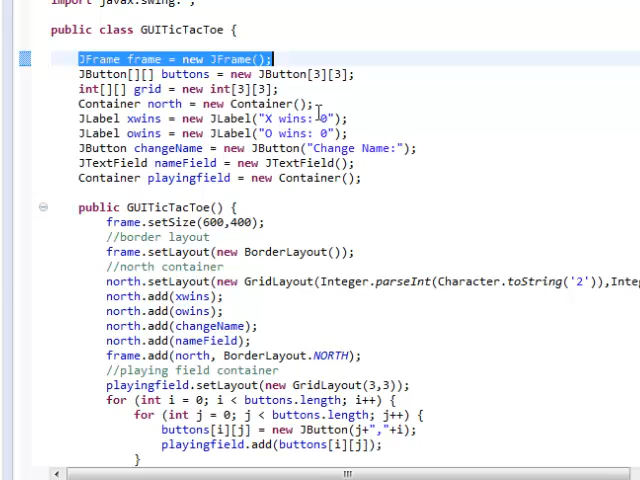 import javax.swing.*;
public class GUITicTacToe {
JFrame frame = new JFrame();
JButton[][] buttons = new JButton[3][3];
int[][] grid = new int[3][3];
Container north = new Container();
JLabel xwins = new JLabel("X wins: 0");
JLabel owins = new JLabel("O wins: 0");
JButton changeName = new JButton("Change Name:");
JTextField nameField = new JTextField();
Container playingfield = new Container();
public GUITicTacToe() {
frame.setSize(600,400);
//border layout
frame.setLayout(new BorderLayout());
//north container
north.setLayout(new GridLayout(Integer.parseInt(Character.toString('2')),Inte
north.add(xwins);
north.add(owins);
north.add(changeName);
north.add(nameField);
frame.add(north, BorderLayout.NORTH);
//playing field container
playingfield.setLayout(new GridLayout(3,3));
for (int i = 0; i < buttons.length; i++) {
for (int j = 0; j < buttons.length; j++) {
buttons[i][j] = new JButton(j+","+i);
playingfield.add(buttons[i][j]);
}